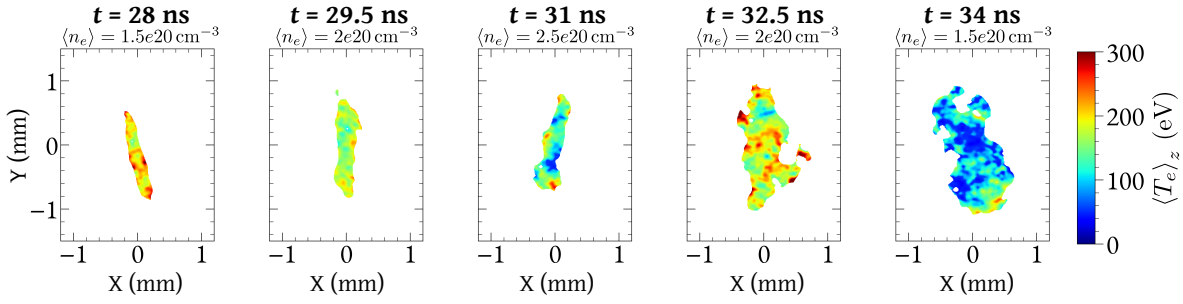 t = 28 ns
⟨n_e⟩ = 1.5e20 cm⁻³
t = 29.5 ns
⟨n_e⟩ = 2e20 cm⁻³
t = 31 ns
⟨n_e⟩ = 2.5e20 cm⁻³
t = 32.5 ns
⟨n_e⟩ = 2e20 cm⁻³
t = 34 ns
⟨n_e⟩ = 1.5e20 cm⁻³
Y (mm)
1
0
−1
−1 0 1
X (mm)
−1 0 1
X (mm)
−1 0 1
X (mm)
−1 0 1
X (mm)
−1 0 1
X (mm)
300
200
100
0
⟨T_e⟩_z (eV)